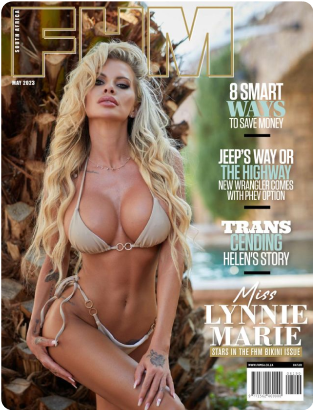 SOUTH AFRICA
FHM
MAY 2023
8 SMART
WAYS
TO SAVE MONEY
JEEP'S WAY OR
THE HIGHWAY
NEW WRANGLER COMES
WITH PHEV OPTION
TRANS
CENDING
HELEN'S STORY
Miss
LYNNIE
MARIE
STARS IN THE FHM BIKINI ISSUE